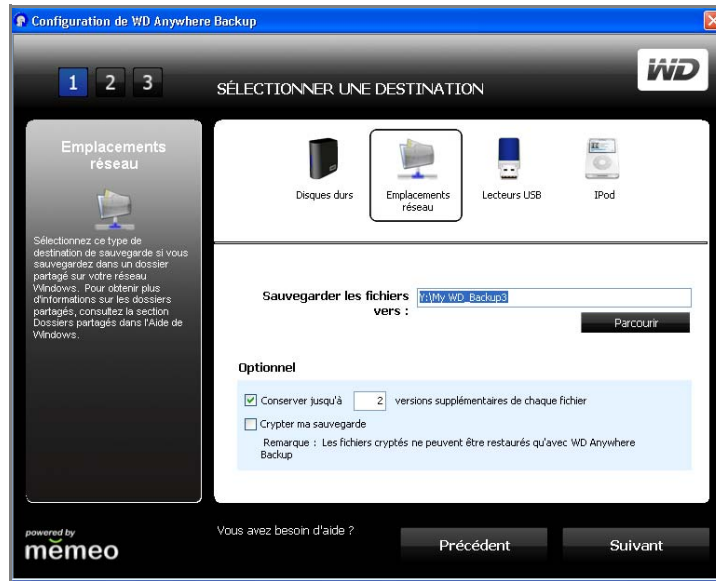 Configuration de WD Anywhere Backup
1 2 3
SÉLECTIONNER UNE DESTINATION
WD
Emplacements
réseau
Sélectionnez ce type de
destination de sauvegarde si vous
sauvegardez dans un dossier
partagé sur votre réseau
Windows. Pour obtenir plus
d'informations sur les dossiers
partagés, consultez la section
Dossiers partagés dans l'Aide de
Windows.
Disques durs
Emplacements
réseau
Lecteurs USB
IPod
Sauvegarder les fichiers
vers :
Y:\My WD_Backup3
Parcourir
Optionnel
Conserver jusqu'à 2 versions supplémentaires de chaque fichier
Crypter ma sauvegarde
Remarque : Les fichiers cryptés ne peuvent être restaurés qu'avec WD Anywhere
Backup
powered by
memeo
Vous avez besoin d'aide ?
Précédent
Suivant